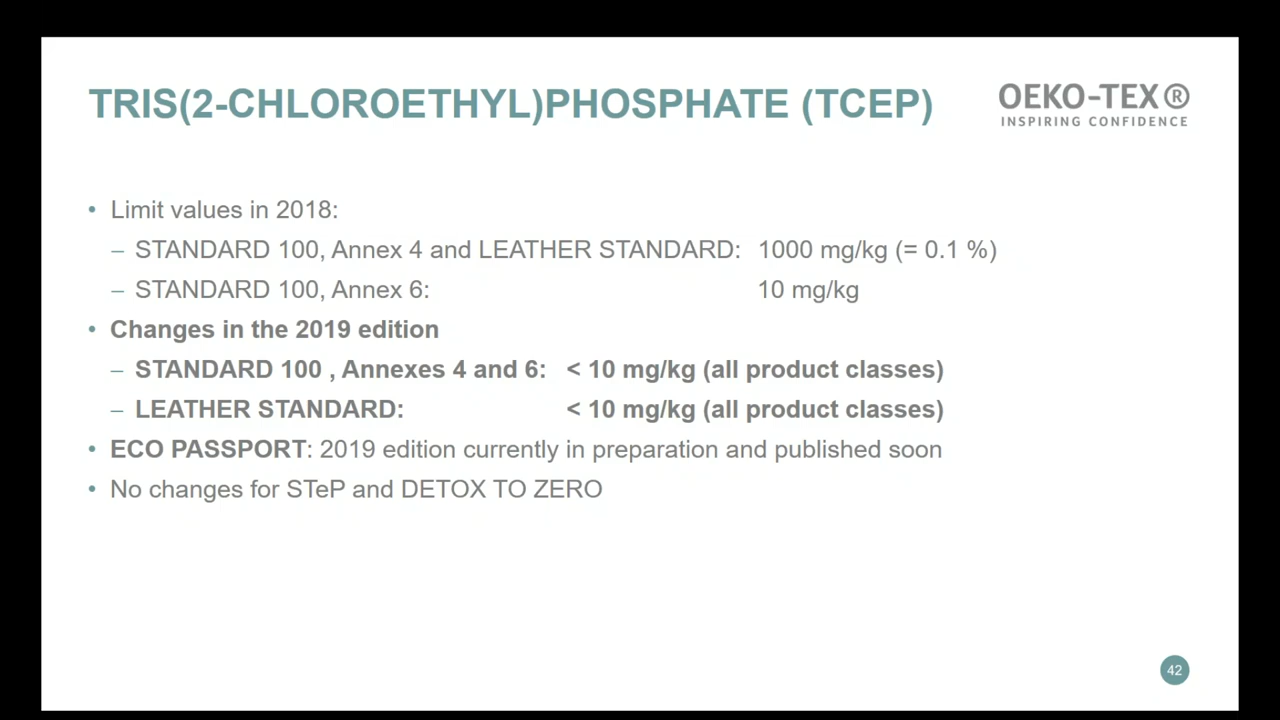 TRIS(2-CHLOROETHYL)PHOSPHATE (TCEP)
OEKO-TEX®
INSPIRING CONFIDENCE
• Limit values in 2018:
– STANDARD 100, Annex 4 and LEATHER STANDARD: 1000 mg/kg (= 0.1 %)
– STANDARD 100, Annex 6: 10 mg/kg
• Changes in the 2019 edition
– STANDARD 100 , Annexes 4 and 6: < 10 mg/kg (all product classes)
– LEATHER STANDARD: < 10 mg/kg (all product classes)
• ECO PASSPORT: 2019 edition currently in preparation and published soon
• No changes for STeP and DETOX TO ZERO
42